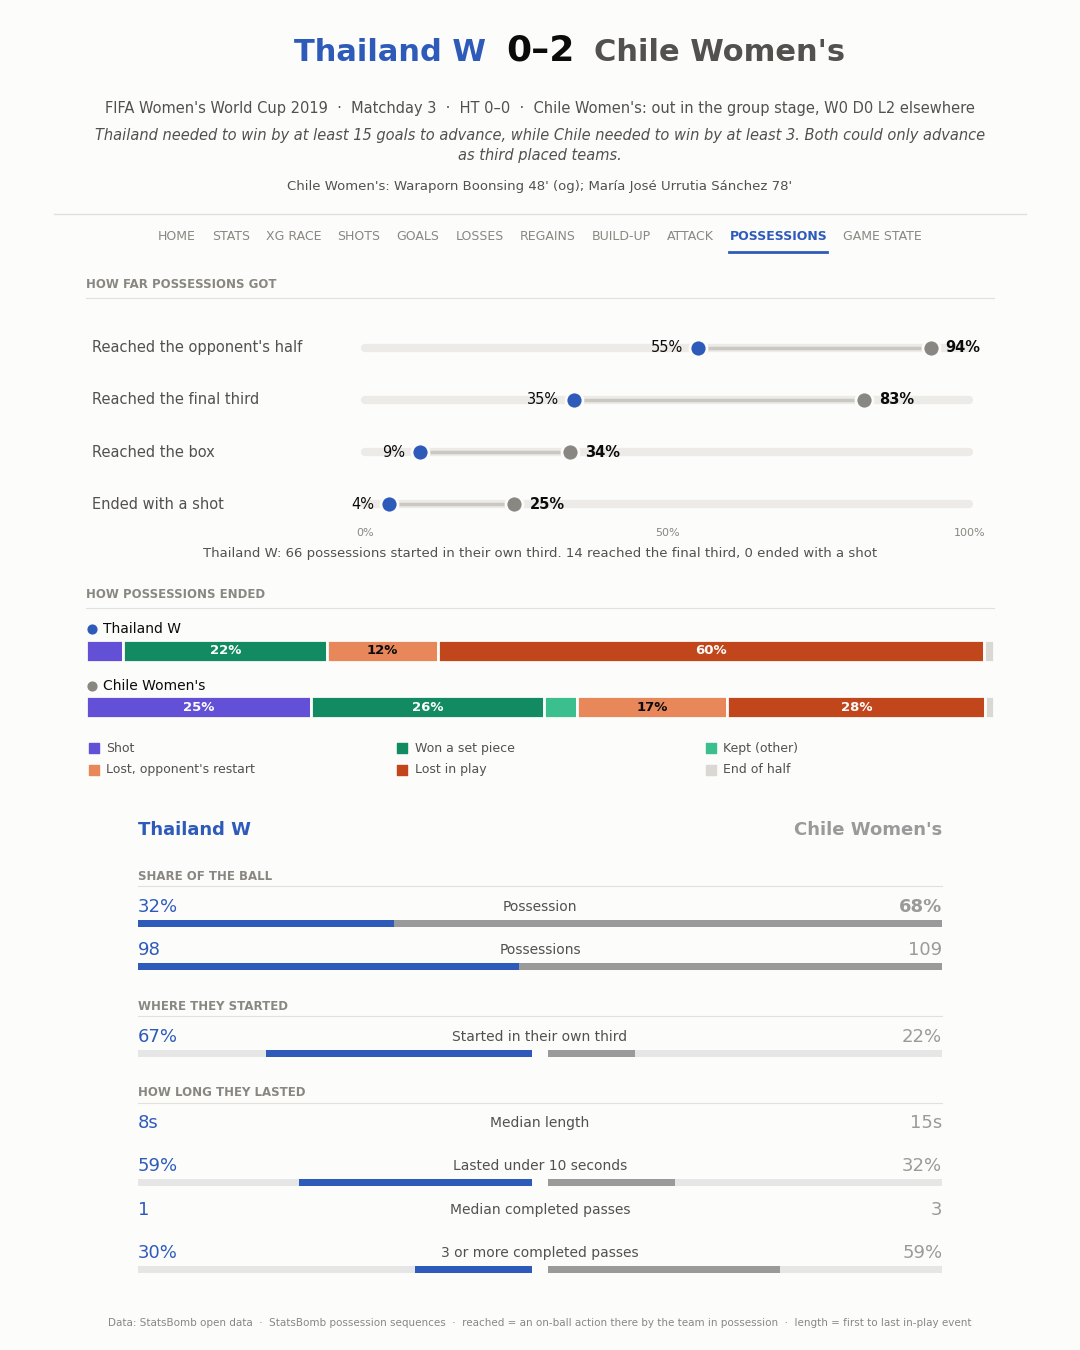 Thailand W 0–2 Chile Women's
FIFA Women's World Cup 2019 · Matchday 3 · HT 0–0 · Chile Women's: out in the group stage, W0 D0 L2 elsewhere
Thailand needed to win by at least 15 goals to advance, while Chile needed to win by at least 3. Both could only advance
as third placed teams.
Chile Women's: Waraporn Boonsing 48' (og); María José Urrutia Sánchez 78'
HOME STATS XG RACE SHOTS GOALS LOSSES REGAINS BUILD-UP ATTACK POSSESSIONS GAME STATE
HOW FAR POSSESSIONS GOT
Reached the opponent's half 55% 94%
Reached the final third 35% 83%
Reached the box 9% 34%
Ended with a shot 4% 25%
0% 50% 100%
Thailand W: 66 possessions started in their own third. 14 reached the final third, 0 ended with a shot
HOW POSSESSIONS ENDED
Thailand W
22% 12% 60%
Chile Women's
25% 26% 17% 28%
Shot Won a set piece Kept (other)
Lost, opponent's restart Lost in play End of half
Thailand W Chile Women's
SHARE OF THE BALL
32% Possession 68%
98 Possessions 109
WHERE THEY STARTED
67% Started in their own third 22%
HOW LONG THEY LASTED
8s Median length 15s
59% Lasted under 10 seconds 32%
1 Median completed passes 3
30% 3 or more completed passes 59%
Data: StatsBomb open data · StatsBomb possession sequences · reached = an on-ball action there by the team in possession · length = first to last in-play event